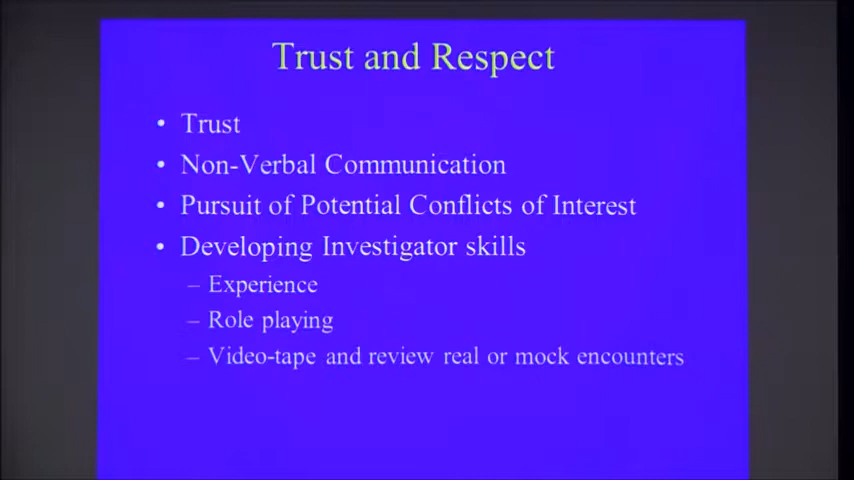 Trust and Respect
• Trust
• Non-Verbal Communication
• Pursuit of Potential Conflicts of Interest
• Developing Investigator skills
– Experience
– Role playing
– Video-tape and review real or mock encounters